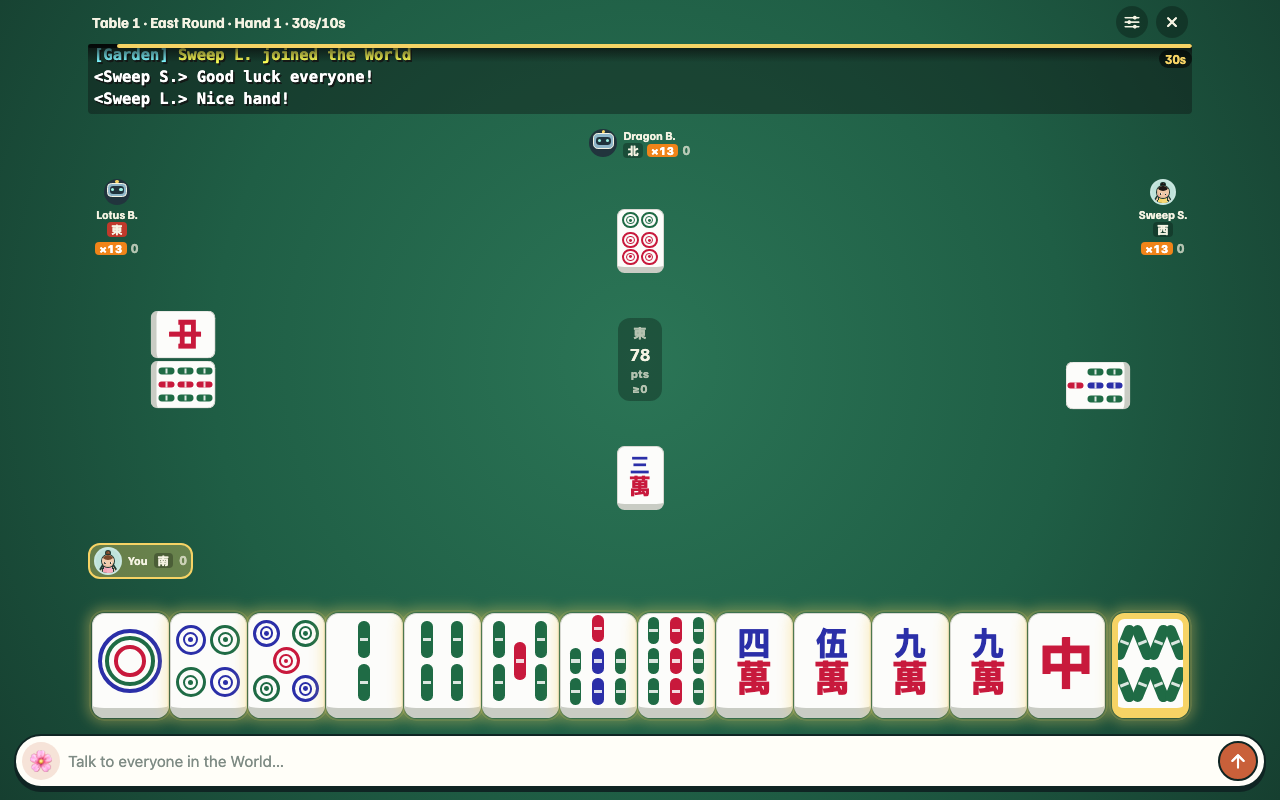 Table 1 · East Round · Hand 1 · 30s/10s
[Garden] Sweep L. joined the World
30s
<Sweep S.> Good luck everyone!
<Sweep L.> Nice hand!
Dragon B.
北 ×13 0
Lotus B.
東
×13 0
Sweep S.
西
×13 0
東
78
pts
≥0
三
萬
You 南 0
四 伍 九 九
萬 萬 萬 萬 中
Talk to everyone in the World...